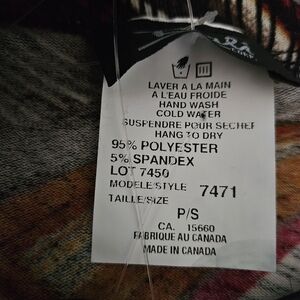 LAVER A LA MAIN
A L'EAU FROIDE
HAND WASH
COLD WATER
SUSPENDRE POUR SECHER
HANG TO DRY
95% POLYESTER
5% SPANDEX
LOT 7450
MODELE/STYLE 7471
TAILLE/SIZE
P/S
CA. 15660
FABRIQUE AU CANADA
MADE IN CANADA